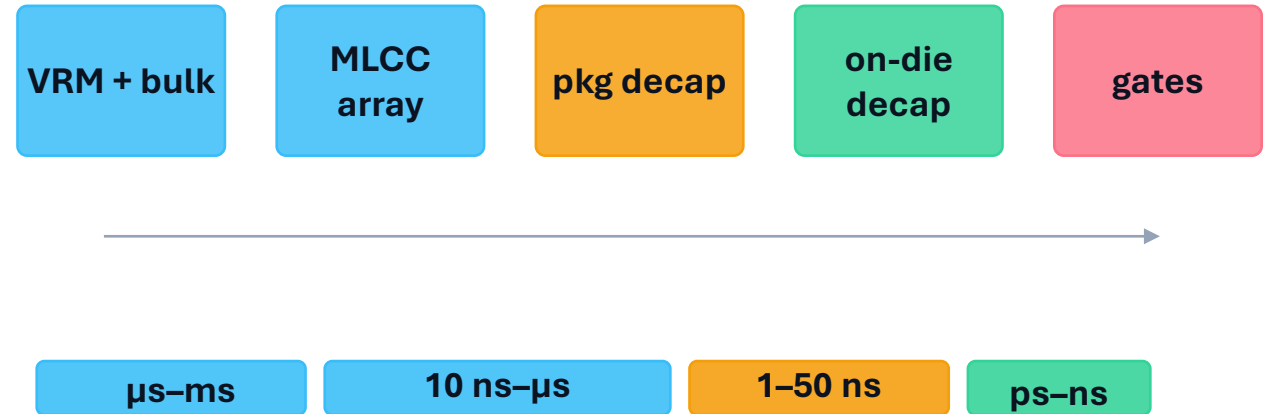 VRM + bulk
MLCC
array
pkg decap
on-die
decap
gates
µs–ms
10 ns–µs
1–50 ns
ps–ns